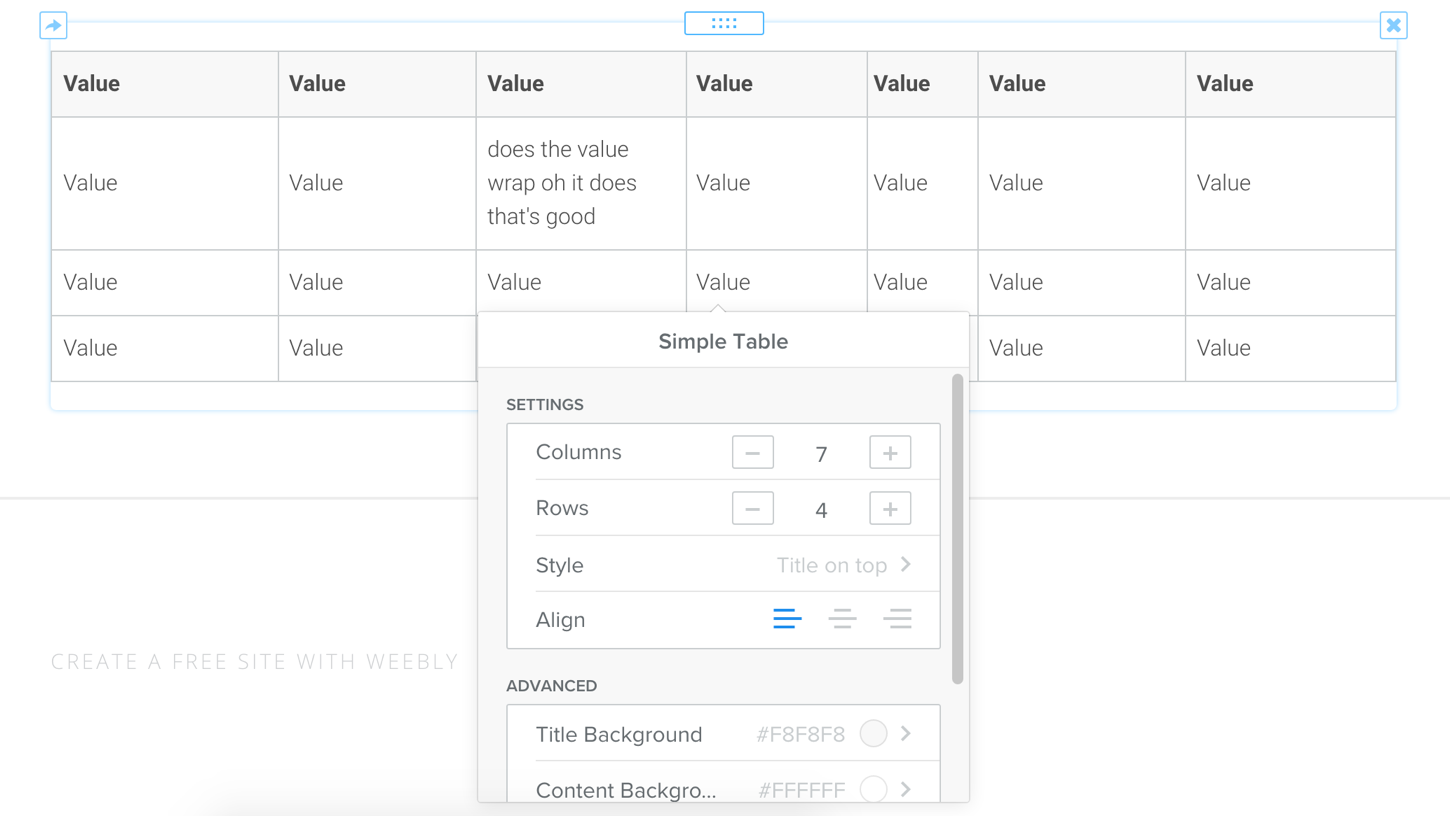 Value Value Value Value Value Value Value
does the value
Value Value wrap oh it does Value Value Value Value
that's good
Value Value Value Value Value Value Value
Value Value Value Value
Simple Table
SETTINGS
Columns 7
Rows 4
Style Title on top
Align
CREATE A FREE SITE WITH WEEBLY
ADVANCED
Title Background #F8F8F8
Content Backgro... #FFFFFF